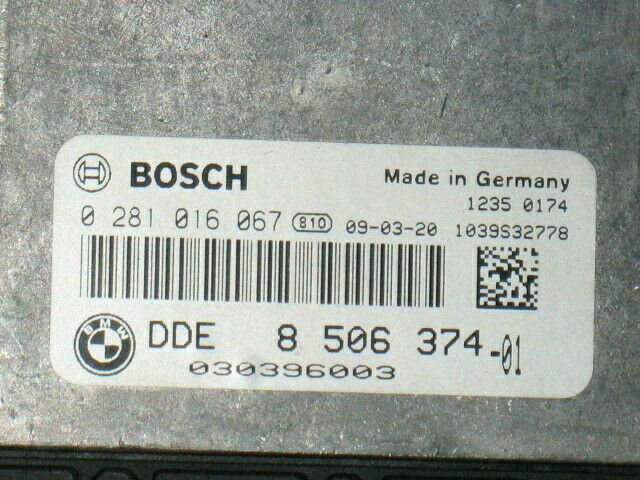 BOSCH
Made in Germany
1235 0174
0 281 016 067 810 09-03-20 1039S32778
BMW DDE 8 506 374-01
030396003